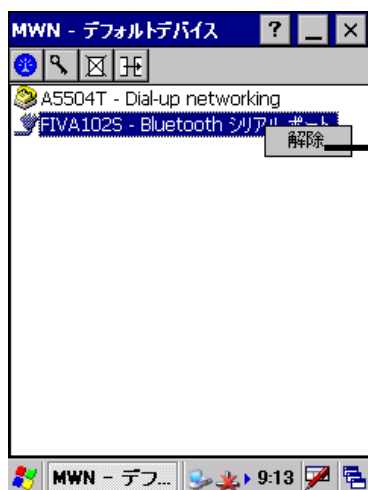 MWN - デフォルトデバイス ? _ ×
A5504T - Dial-up networking
FIVA102S - Bluetooth シリアル ポート
解除
MWN - デフ... 9:13